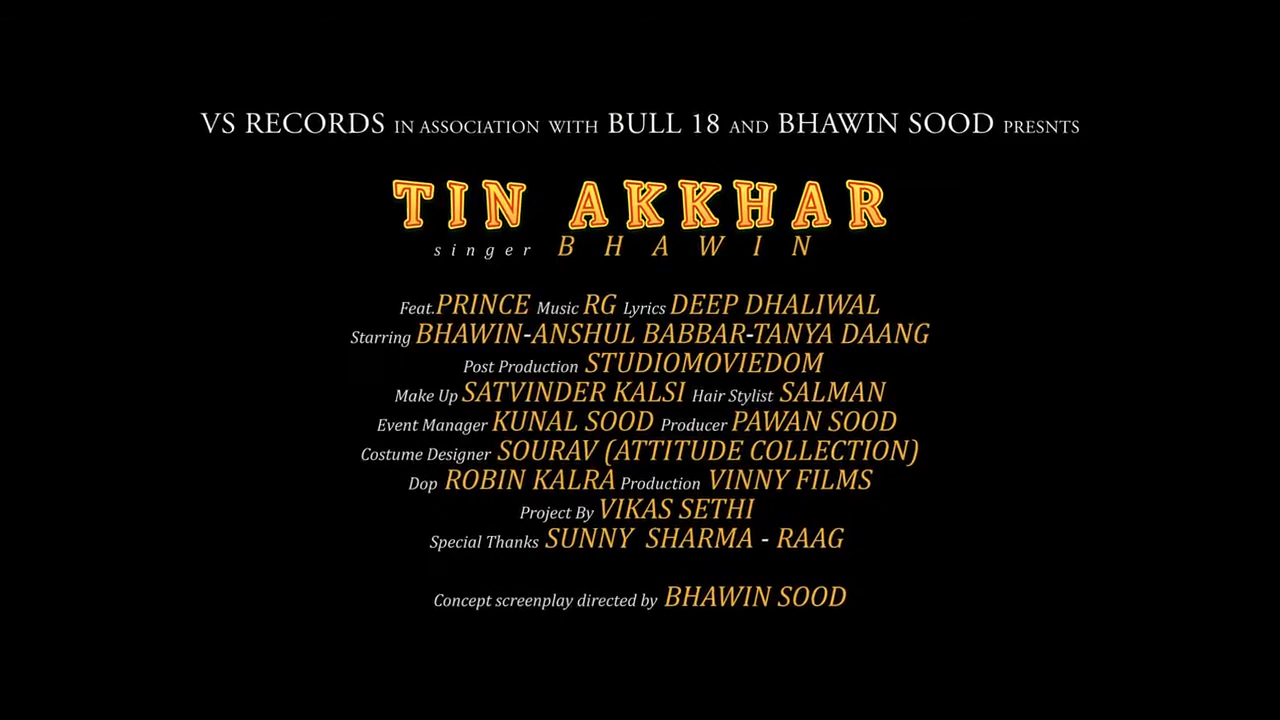 VS RECORDS IN ASSOCIATION WITH BULL 18 AND BHAWIN SOOD PRESNTS
TIN AKKHAR
singer BHAWIN
Feat.PRINCE Music RG Lyrics DEEP DHALIWAL
Starring BHAWIN-ANSHUL BABBAR-TANYA DAANG
Post Production STUDIOMOVIEDOM
Make Up SATVINDER KALSI Hair Stylist SALMAN
Event Manager KUNAL SOOD Producer PAWAN SOOD
Costume Designer SOURAV (ATTITUDE COLLECTION)
Dop ROBIN KALRA Production VINNY FILMS
Project By VIKAS SETHI
Special Thanks SUNNY SHARMA - RAAG
Concept screenplay directed by BHAWIN SOOD